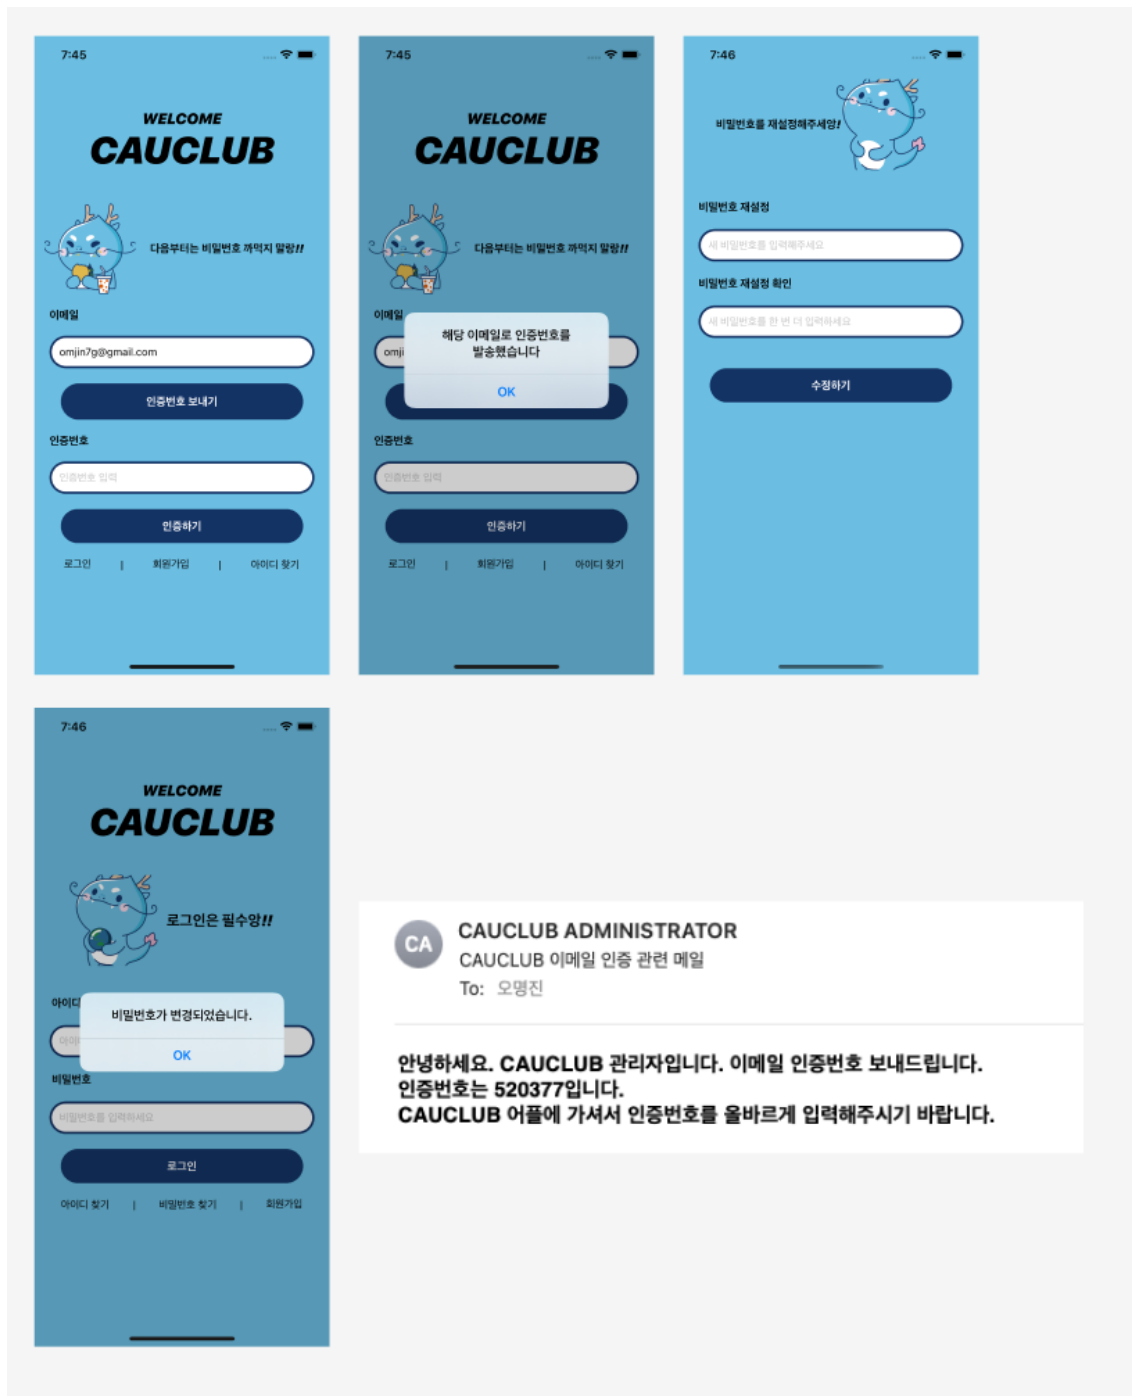 7:45
WELCOME
CAUCLUB
다음부터는 비밀번호 까먹지 말랑!!
이메일
omjin7g@gmail.com
인증번호 보내기
인증번호
인증번호 입력
인증하기
로그인 | 회원가입 | 아이디 찾기
7:45
WELCOME
CAUCLUB
다음부터는 비밀번호 까먹지 말랑!!
이메일
omji
해당 이메일로 인증번호를
발송했습니다
OK
인증번호
인증번호 입력
인증하기
로그인 | 회원가입 | 아이디 찾기
7:46
비밀번호를 재설정해주세앙!
비밀번호 재설정
새 비밀번호를 입력해주세요
비밀번호 재설정 확인
새 비밀번호를 한 번 더 입력하세요
수정하기
7:46
WELCOME
CAUCLUB
로그인은 필수앙!!
아이디
아이
비밀번호가 변경되었습니다.
OK
비밀번호
비밀번호를 입력하세요
로그인
아이디 찾기 | 비밀번호 찾기 | 회원가입
CA
CAUCLUB ADMINISTRATOR
CAUCLUB 이메일 인증 관련 메일
To: 오명진
안녕하세요. CAUCLUB 관리자입니다. 이메일 인증번호 보내드립니다.
인증번호는 520377입니다.
CAUCLUB 어플에 가셔서 인증번호를 올바르게 입력해주시기 바랍니다.